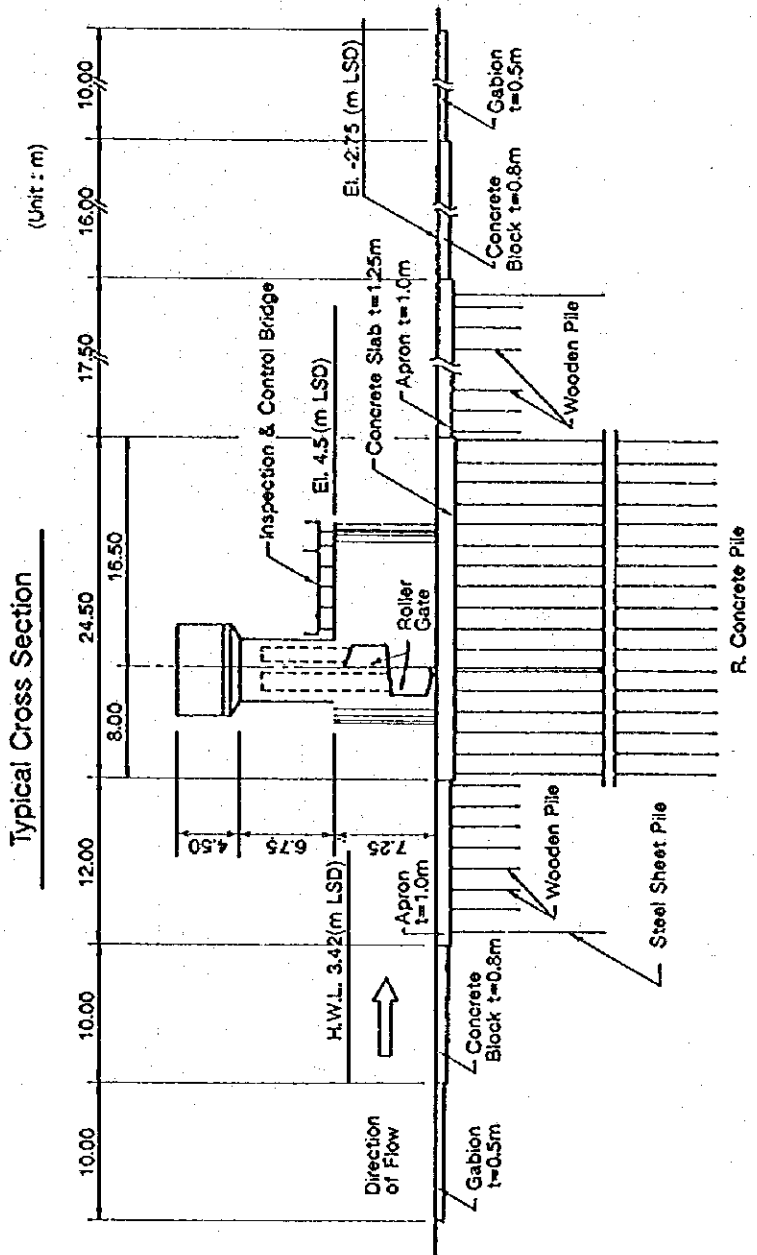 Typical Cross Section
(Unit : m)
10.00
10.00
12.00
24.50
17.50
16.00
10.00
8.00
16.50
4.50
6.75
7.25
Inspection & Control Bridge
El. 4.5 (m LSD)
El. -2.75 (m LSD)
H.W.L. 3.42(m LSD)
Direction
of Flow
Apron
t=1.0m
Roller
Gate
Concrete Slab t=1.25m
Apron t=1.0m
Gabion
t=0.5m
Concrete
Block t=0.8m
Steel Sheet Pile
Wooden Pile
R. Concrete Pile
Wooden Pile
Concrete
Block t=0.8m
Gabion
t=0.5m